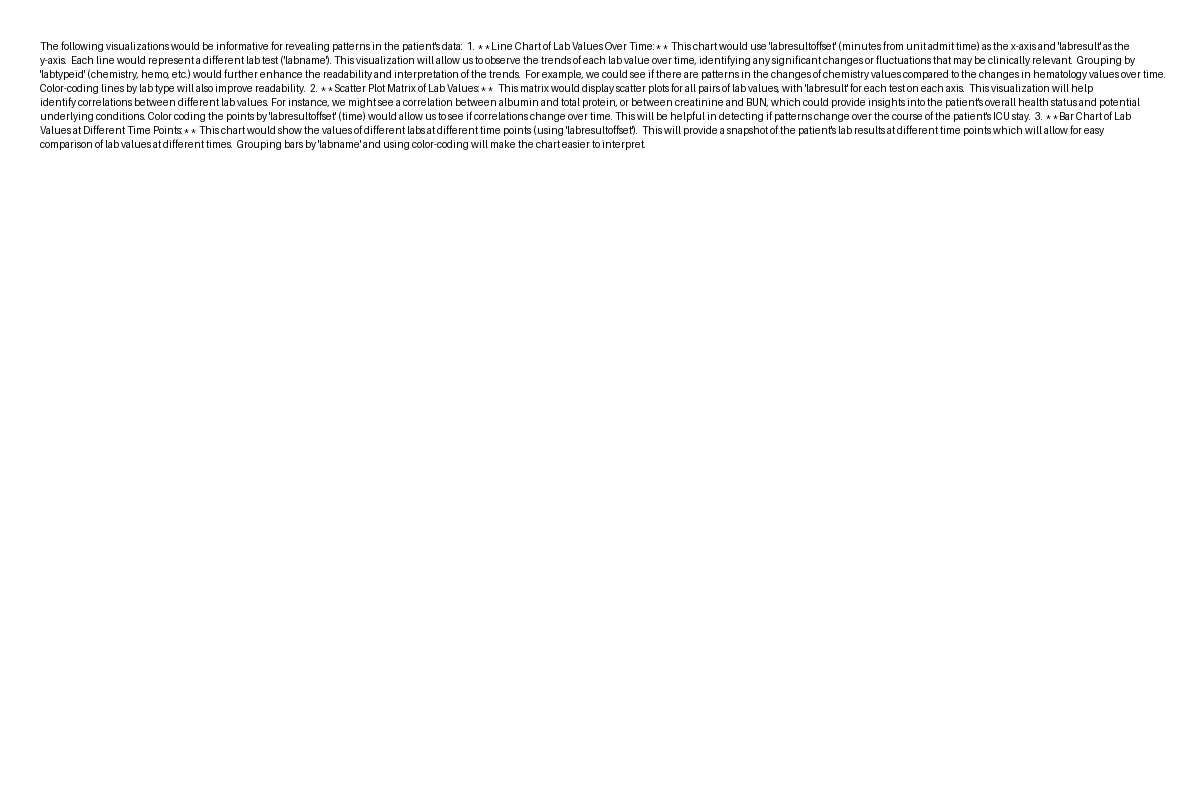 The following visualizations would be informative for revealing patterns in the patient's data:  1. **Line Chart of Lab Values Over Time:** This chart would use 'labresultoffset' (minutes from unit admit time) as the x-axis and 'labresult' as the
y-axis.  Each line would represent a different lab test ('labname'). This visualization will allow us to observe the trends of each lab value over time, identifying any significant changes or fluctuations that may be clinically relevant.  Grouping by
'labtypeid' (chemistry, hemo, etc.) would further enhance the readability and interpretation of the trends.  For example, we could see if there are patterns in the changes of chemistry values compared to the changes in hematology values over time.
Color-coding lines by lab type will also improve readability.  2. **Scatter Plot Matrix of Lab Values:**  This matrix would display scatter plots for all pairs of lab values, with 'labresult' for each test on each axis.  This visualization will help
identify correlations between different lab values. For instance, we might see a correlation between albumin and total protein, or between creatinine and BUN, which could provide insights into the patient's overall health status and potential
underlying conditions. Color coding the points by 'labresultoffset' (time) would allow us to see if correlations change over time. This will be helpful in detecting if patterns change over the course of the patient's ICU stay.  3. **Bar Chart of Lab
Values at Different Time Points:** This chart would show the values of different labs at different time points (using 'labresultoffset').  This will provide a snapshot of the patient's lab results at different time points which will allow for easy
comparison of lab values at different times.  Grouping bars by 'labname' and using color-coding will make the chart easier to interpret.